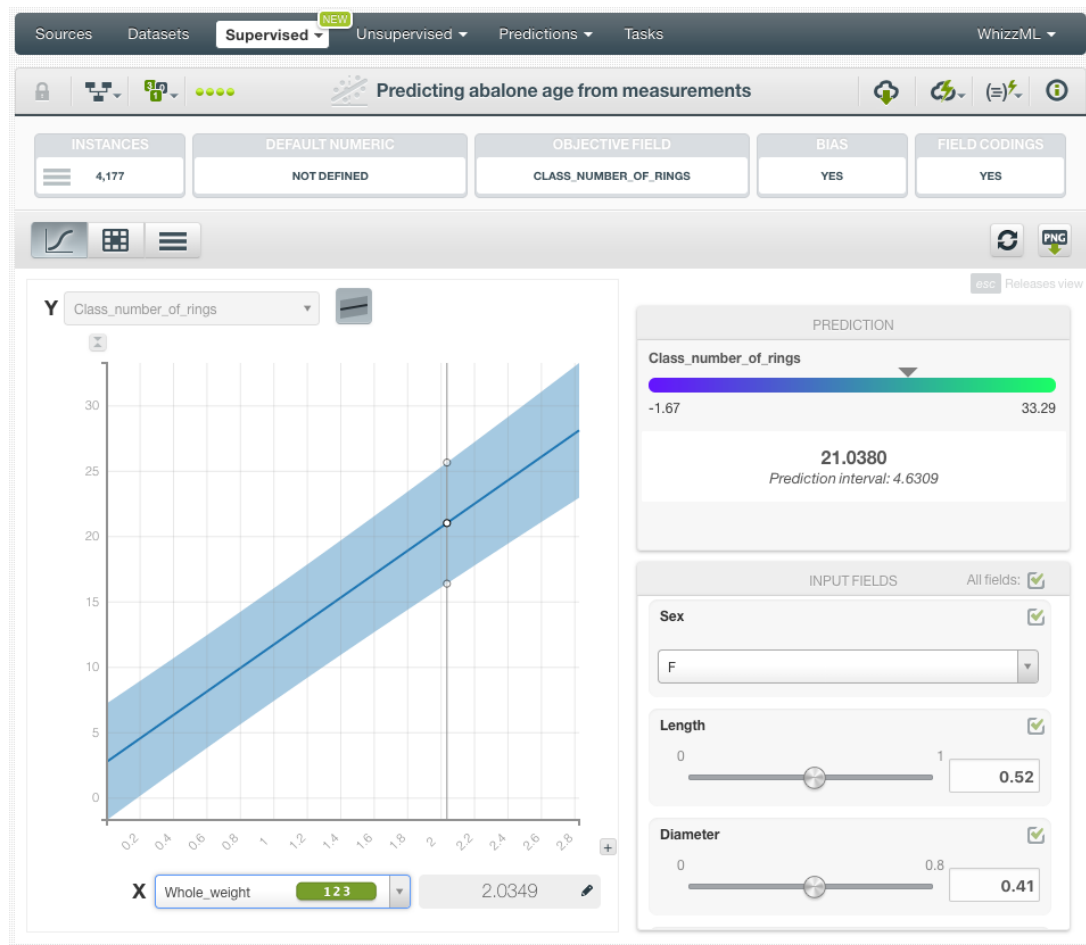 NEW
Sources Datasets Supervised Unsupervised Predictions Tasks WhizzML
Predicting abalone age from measurements
INSTANCES DEFAULT NUMERIC OBJECTIVE FIELD BIAS FIELD CODINGS
4,177 NOT DEFINED CLASS_NUMBER_OF_RINGS YES YES
PNG
esc Releases view
Y Class_number_of_rings
30
25
20
15
10
5
0
0.2 0.4 0.6 0.8 1 1.2 1.4 1.6 1.8 2 2.2 2.4 2.6 2.8 +
X Whole_weight 123 2.0349
PREDICTION
Class_number_of_rings
-1.67 33.29
21.0380
Prediction interval: 4.6309
INPUT FIELDS All fields:
Sex
F
Length
0 1
0.52
Diameter
0 0.8
0.41